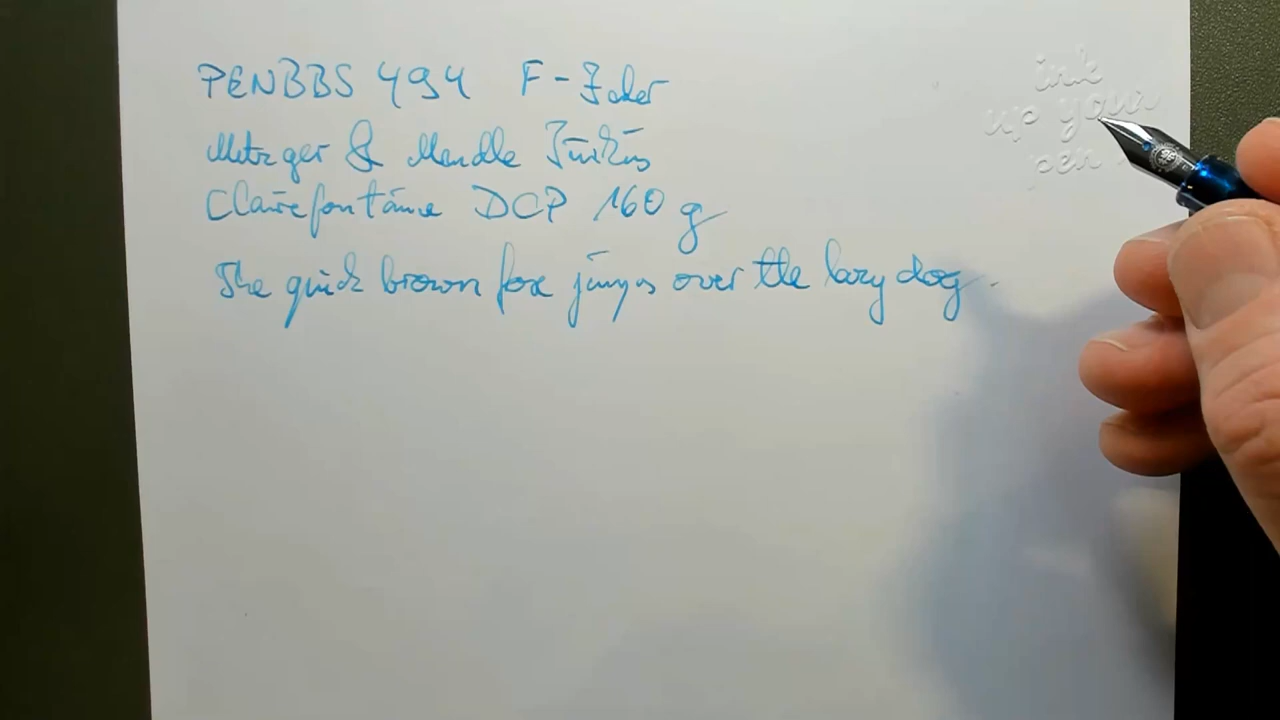 PENBBS 494 F-Feder
Metzger & Mendle Türkis
Clairefontaine DCP 160 g
The quick brown fox jumps over the lazy dog.
ink
up your
pen